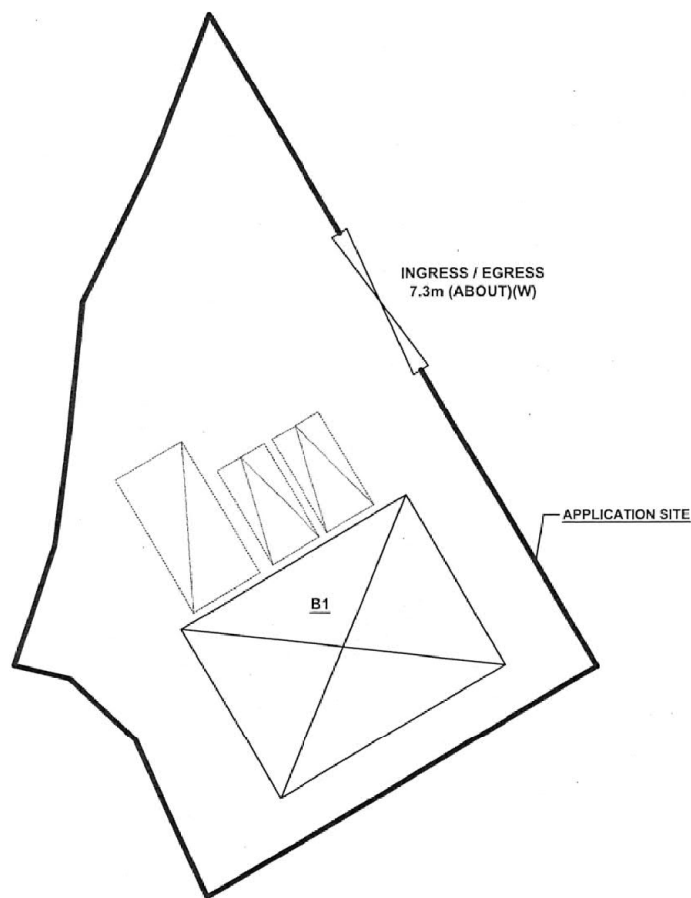 INGRESS / EGRESS
7.3m (ABOUT)(W)
APPLICATION SITE
B1